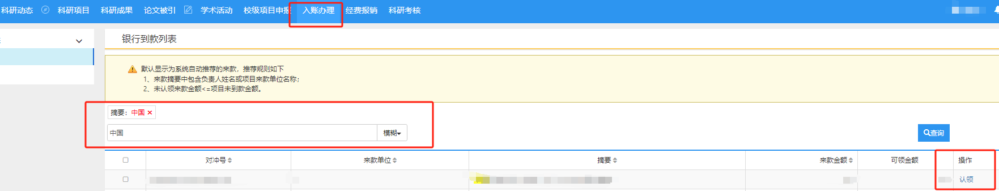 科研动态 科研项目 科研成果 论文被引 学术活动 校级项目申报 入账办理 经费报销 科研考核
银行到款列表
默认显示为系统自动推荐的来款，推荐规则如下
1、来款摘要中包含负责人姓名或项目来款单位名称；
2、未认领来款金额<=项目未到款金额。
摘要：中国 ×
中国 模糊
查询
对冲号 来款单位 摘要 来款金额 可领金额 操作
认领